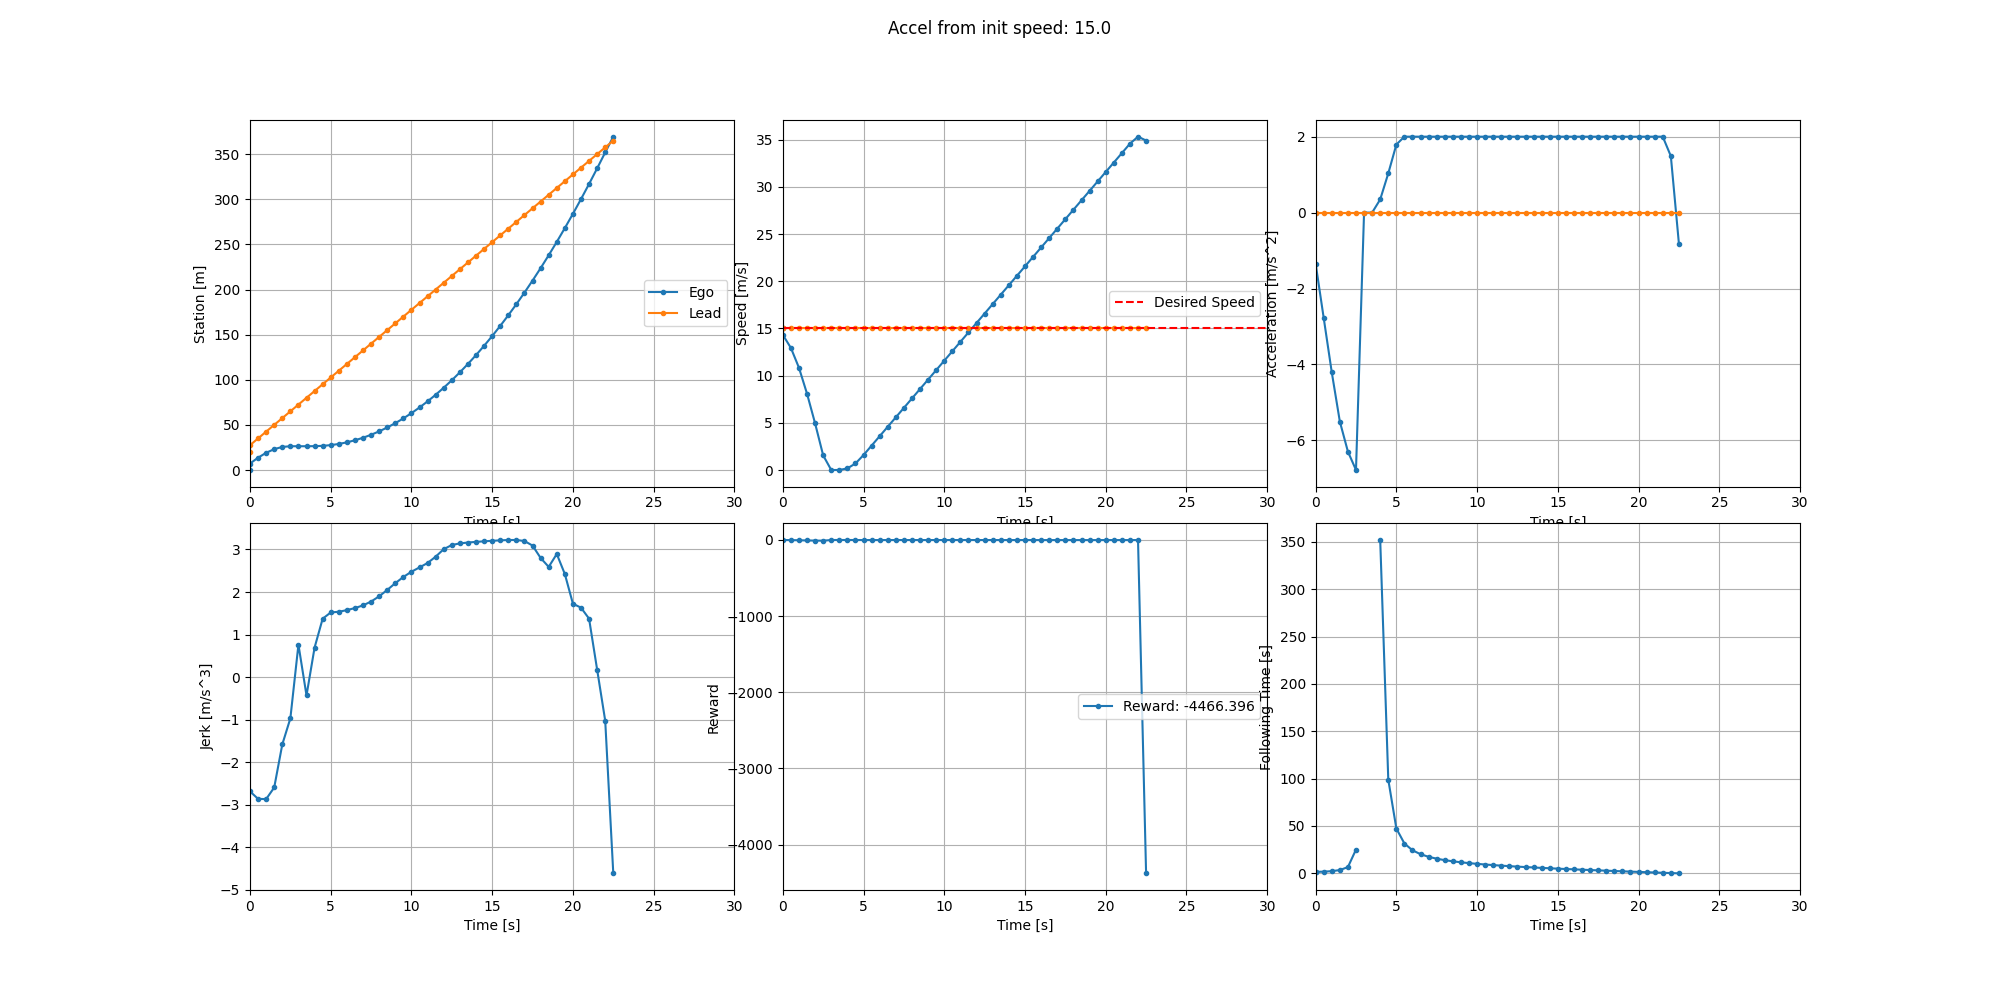 Accel from init speed: 15.0
Station [m]
350
300
250
200
150
100
50
0
0 5 10 15 20 25 30
Time [s]
Ego
Lead
Speed [m/s]
35
30
25
20
15
10
5
0
0 5 10 15 20 25 30
Time [s]
Desired Speed
Acceleration [m/s^2]
2
0
−2
−4
−6
0 5 10 15 20 25 30
Time [s]
Jerk [m/s^3]
3
2
1
0
−1
−2
−3
−4
−5
0 5 10 15 20 25 30
Time [s]
Reward
0
−1000
−2000
−3000
−4000
0 5 10 15 20 25 30
Time [s]
Reward: -4466.396
Following Time [s]
350
300
250
200
150
100
50
0
0 5 10 15 20 25 30
Time [s]